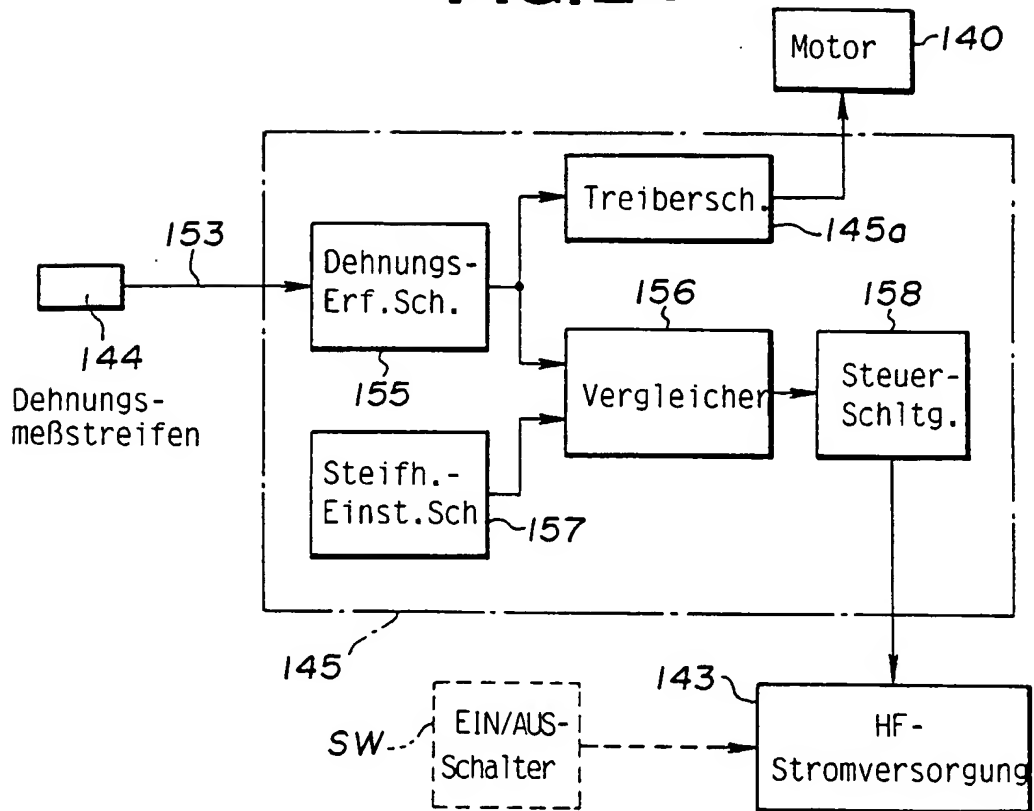 Motor
140
Treibersch.
145a
153
Dehnungs-
Erf.Sch.
155
156
158
144
Dehnungs-
meßstreifen
Vergleicher
Steuer-
Schltg.
Steifh.-
Einst.Sch
157
145
143
SW
EIN/AUS-
Schalter
HF-
Stromversorgung